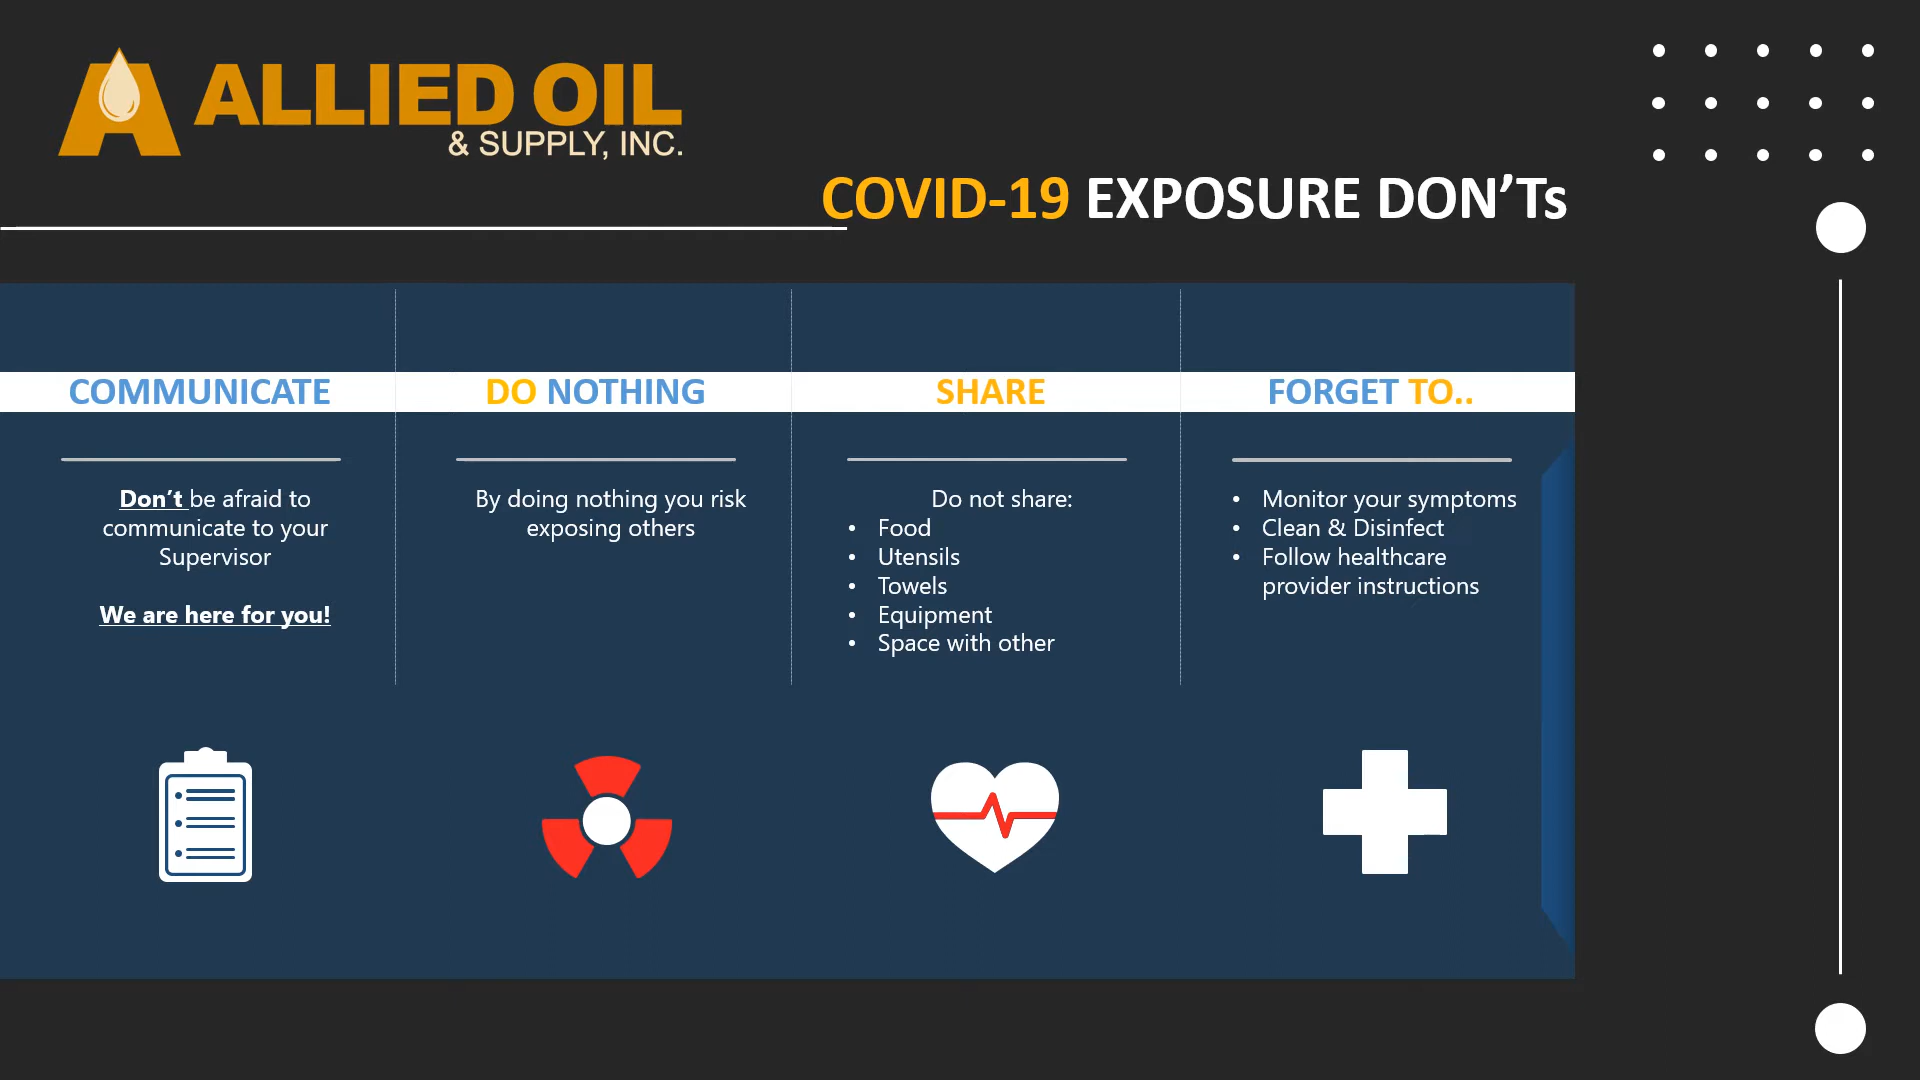 ALLIED OIL
& SUPPLY, INC.
COVID-19 EXPOSURE DON’Ts
COMMUNICATE
Don’t be afraid to
communicate to your
Supervisor
We are here for you!
DO NOTHING
By doing nothing you risk
exposing others
SHARE
Do not share:
• Food
• Utensils
• Towels
• Equipment
• Space with other
FORGET TO..
• Monitor your symptoms
• Clean & Disinfect
• Follow healthcare
provider instructions